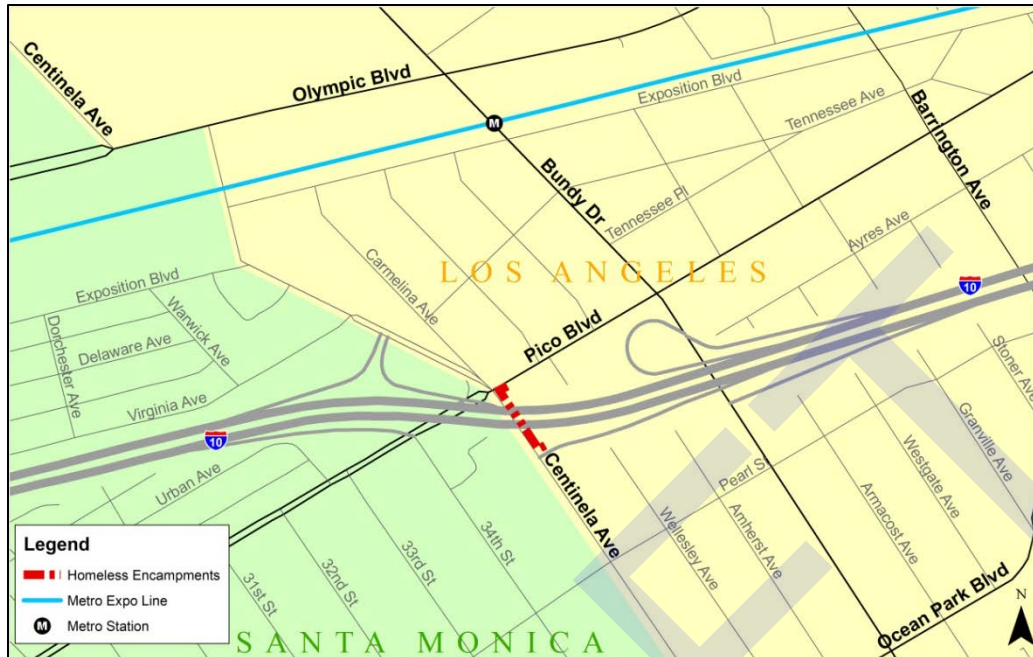 Centinela Ave
Olympic Blvd
M
Exposition Blvd
Tennessee Ave
Barrington Ave
Bundy Dr
Tennessee Pl
Ayres Ave
Carmelina Ave
LOS ANGELES
10
Exposition Blvd
Warwick Ave
Dorchester Ave
Delaware Ave
Pico Blvd
Stoner Ave
Virginia Ave
10
Granville Ave
Centinela Ave
Pearl S
Westgate Ave
Urban Ave
Armacost Ave
Wellesley Ave
Amherst Ave
34th St
33rd St
32nd St
31st St
Ocean Park Blvd
SANTA MONICA
Legend
Homeless Encampments
Metro Expo Line
M Metro Station
N